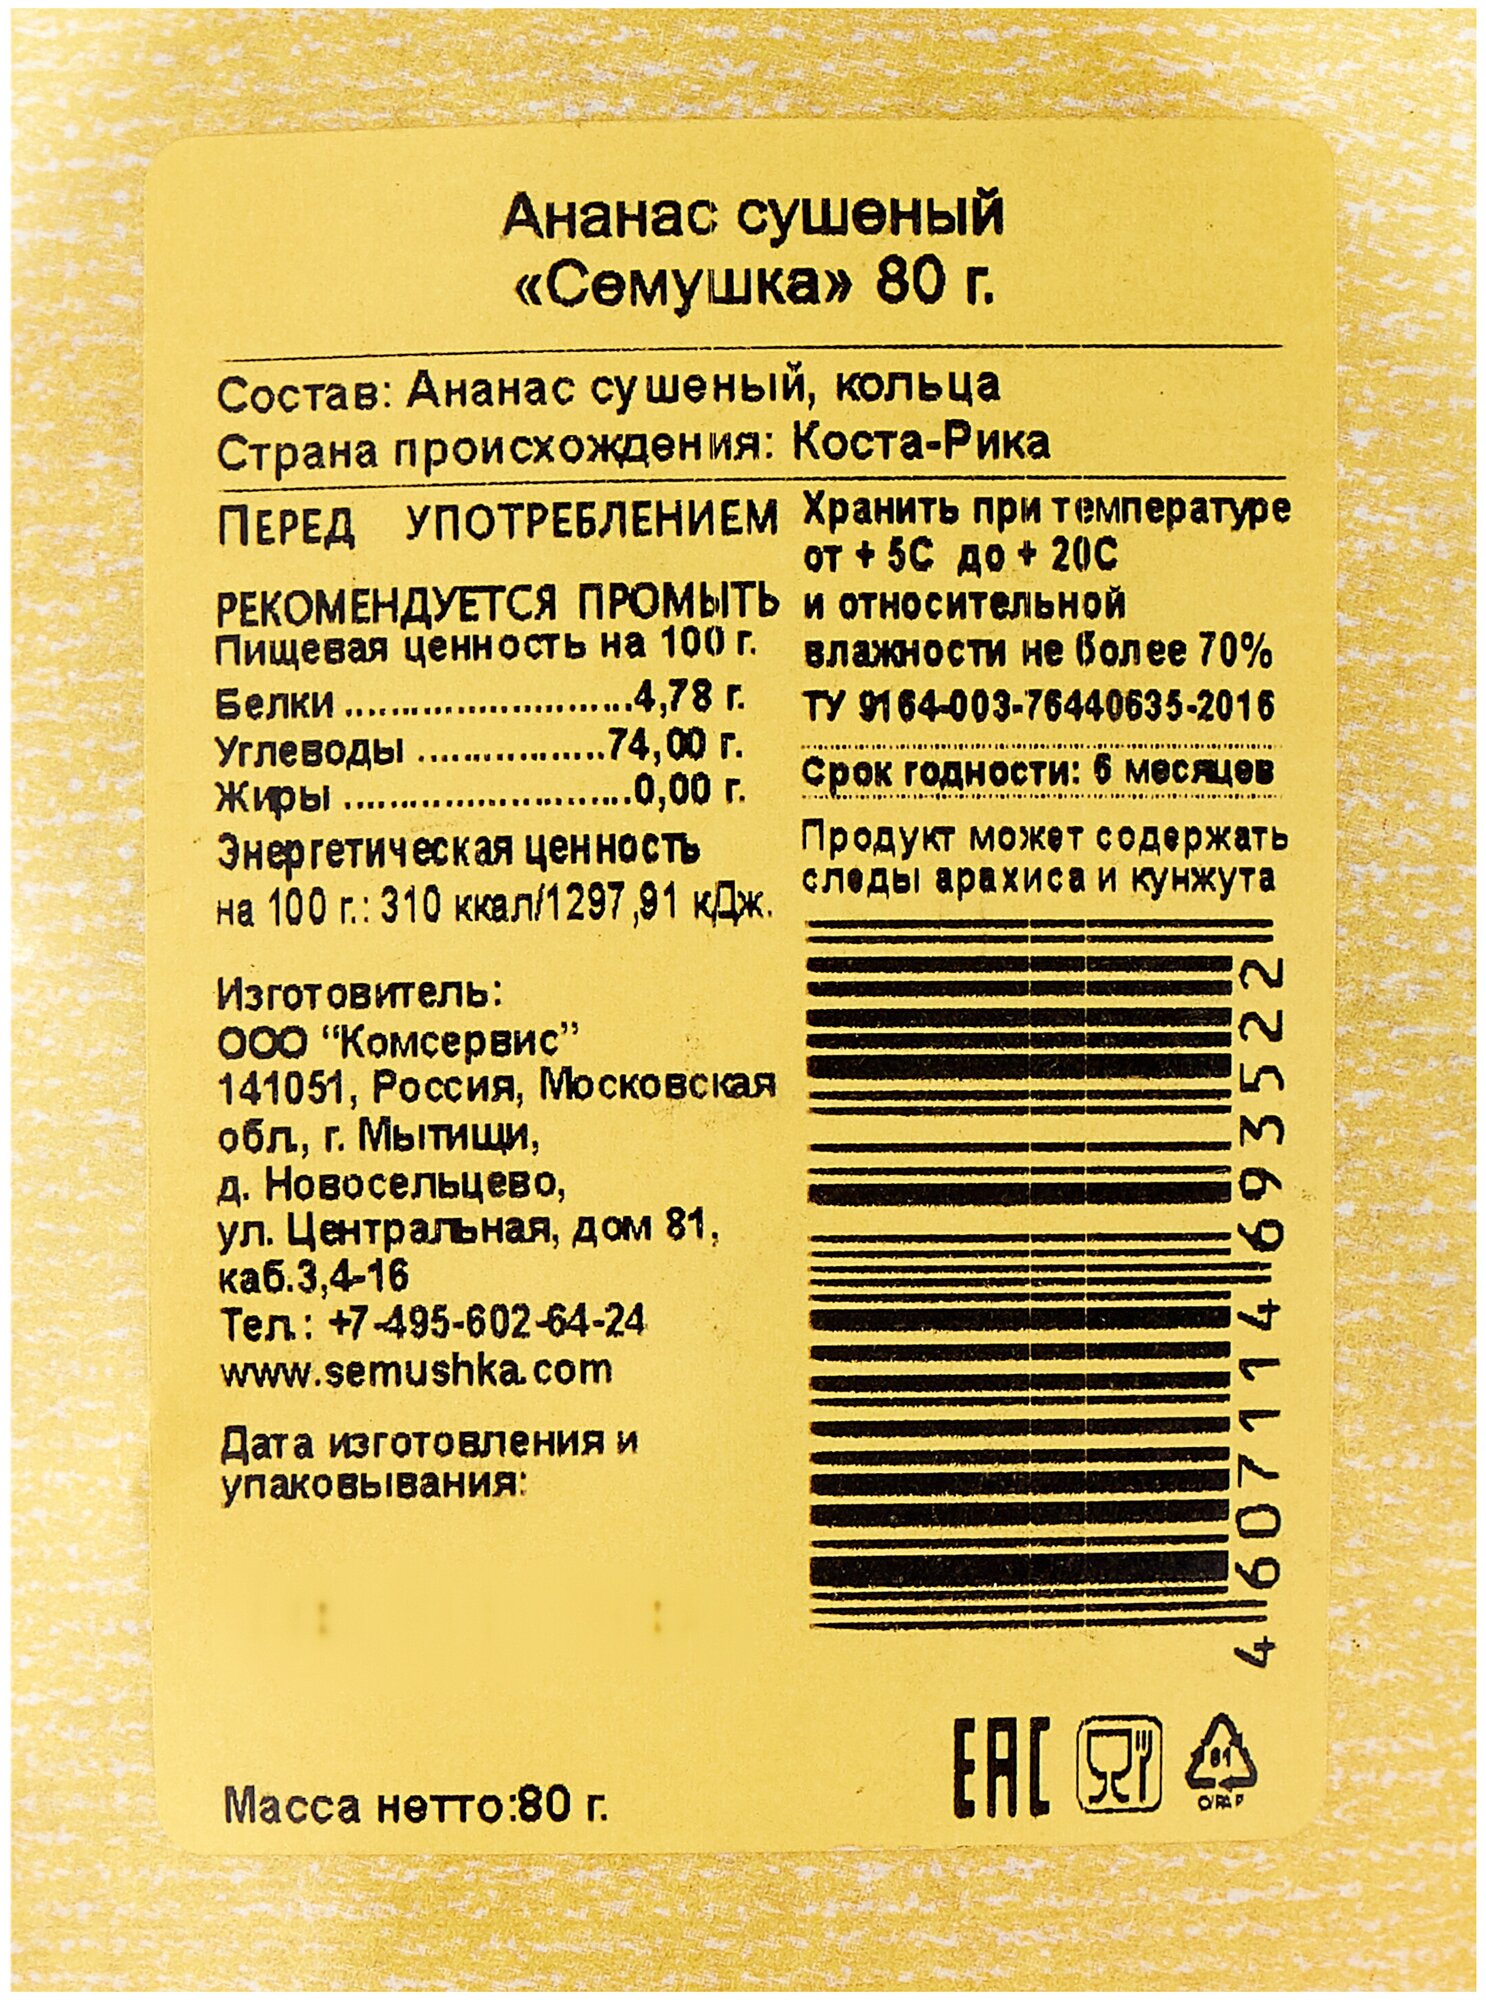 Ананас сушеный
«Семушка» 80 г.
Состав: Ананас сушеный, кольца
Страна происхождения: Коста-Рика
ПЕРЕД УПОТРЕБЛЕНИЕМ
РЕКОМЕНДУЕТСЯ ПРОМЫТЬ
Пищевая ценность на 100 г.
Белки ...........................4,78 г.
Углеводы ..................74,00 г.
Жиры ...........................0,00 г.
Энергетическая ценность
на 100 г.: 310 ккал/1297,91 кДж.
Изготовитель:
ООО “Комсервис”
141051, Россия, Московская
обл., г. Мытищи,
д. Новосельцево,
ул. Центральная, дом 81,
каб.3,4-16
Тел.: +7-495-602-64-24
www.semushka.com
Дата изготовления и
упаковывания:
Масса нетто:80 г.
Хранить при температуре
от + 5С до + 20С
и относительной
влажности не более 70%
ТУ 9164-003-76440635-2016
Срок годности: 6 месяцев
Продукт может содержать
следы арахиса и кунжута
4607114693522
ЕАС
81
C/PAP